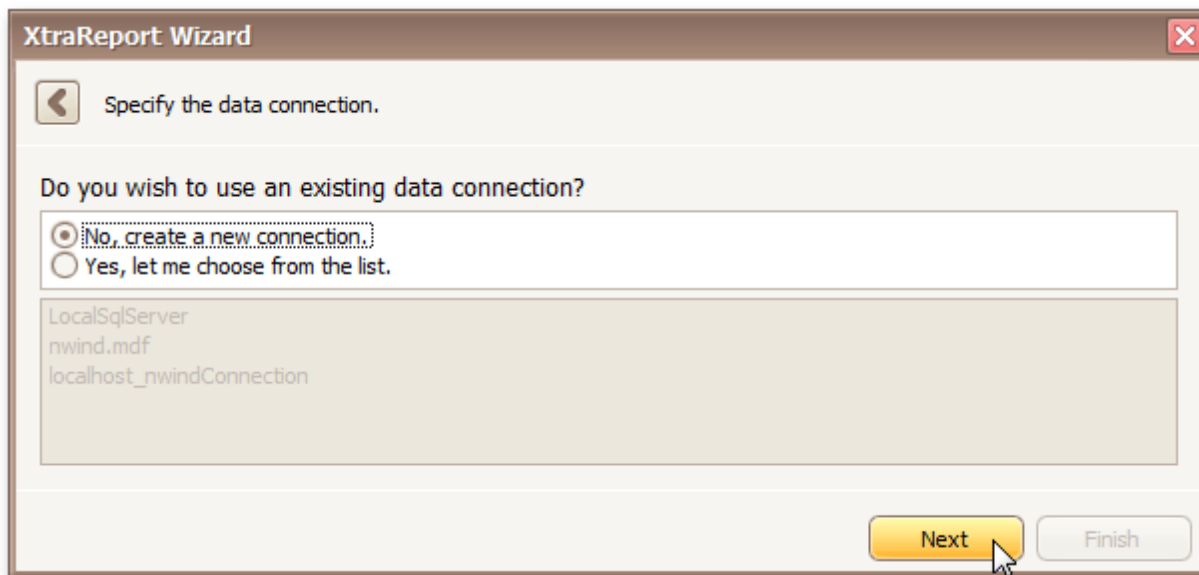 XtraReport Wizard
Specify the data connection.
Do you wish to use an existing data connection?
No, create a new connection.
Yes, let me choose from the list.
LocalSqlServer
nwind.mdf
localhost_nwindConnection
Next Finish